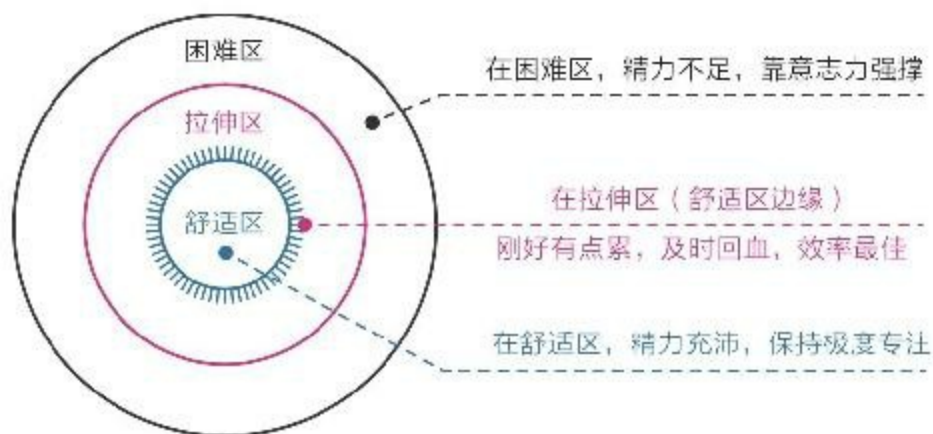 困难区
在困难区，精力不足，靠意志力强撑
拉伸区
在拉伸区（舒适区边缘）
刚好有点累，及时回血，效率最佳
舒适区
在舒适区，精力充沛，保持极度专注